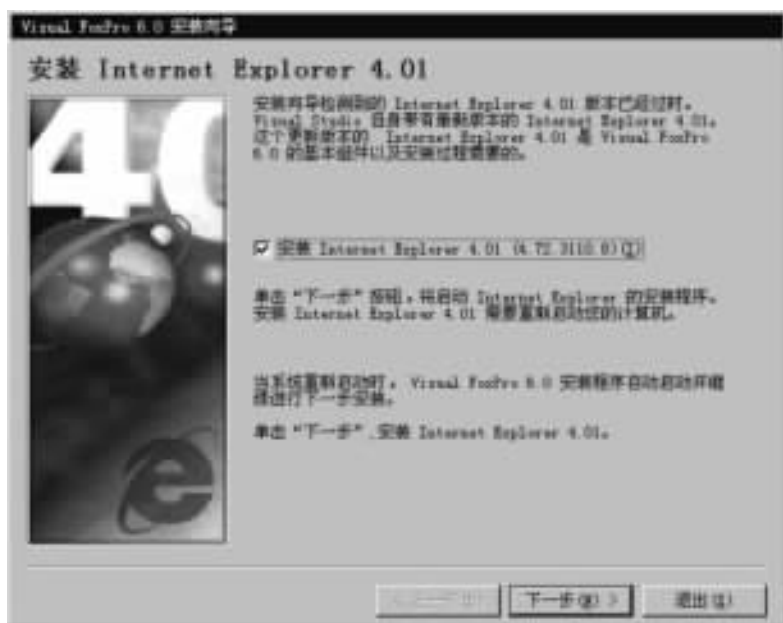 Visual FoxPro 6.0 安装向导
安装 Internet Explorer 4.01
安装向导检测到的 Internet Explorer 4.01 版本已经过时。
Visual Studio 自身带有最新版本的 Internet Explorer 4.01。
这个更新版本的 Internet Explorer 4.01 是 Visual FoxPro
6.0 的基本组件以及安装过程需要的。
安装 Internet Explorer 4.01 (4.72.3110.0)(I)
单击“下一步”按钮，将启动 Internet Explorer 的安装程序。
安装 Internet Explorer 4.01 需要重新启动您的计算机。
当系统重新启动时，Visual FoxPro 6.0 安装程序自动启动并继
续进行下一步安装。
单击“下一步”，安装 Internet Explorer 4.01。
40
下一步(N) > 退出(X)